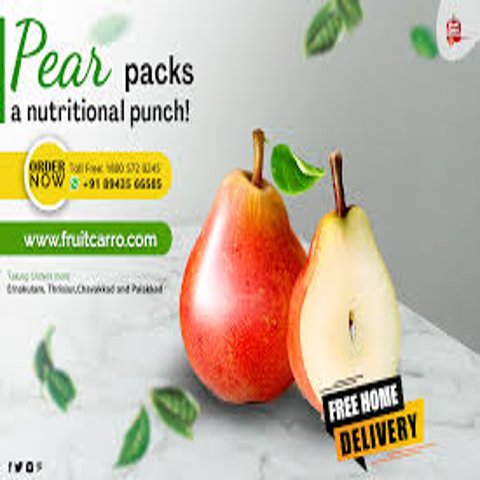 Pear packs
a nutritional punch!
ORDER NOW
Toll Free: 1800 572 8245
+91 89435 66585
www.fruitcarro.com
Taking Orders from
Ernakulam, Thrissur, Chavakkad and Palakkad
FREE HOME
DELIVERY